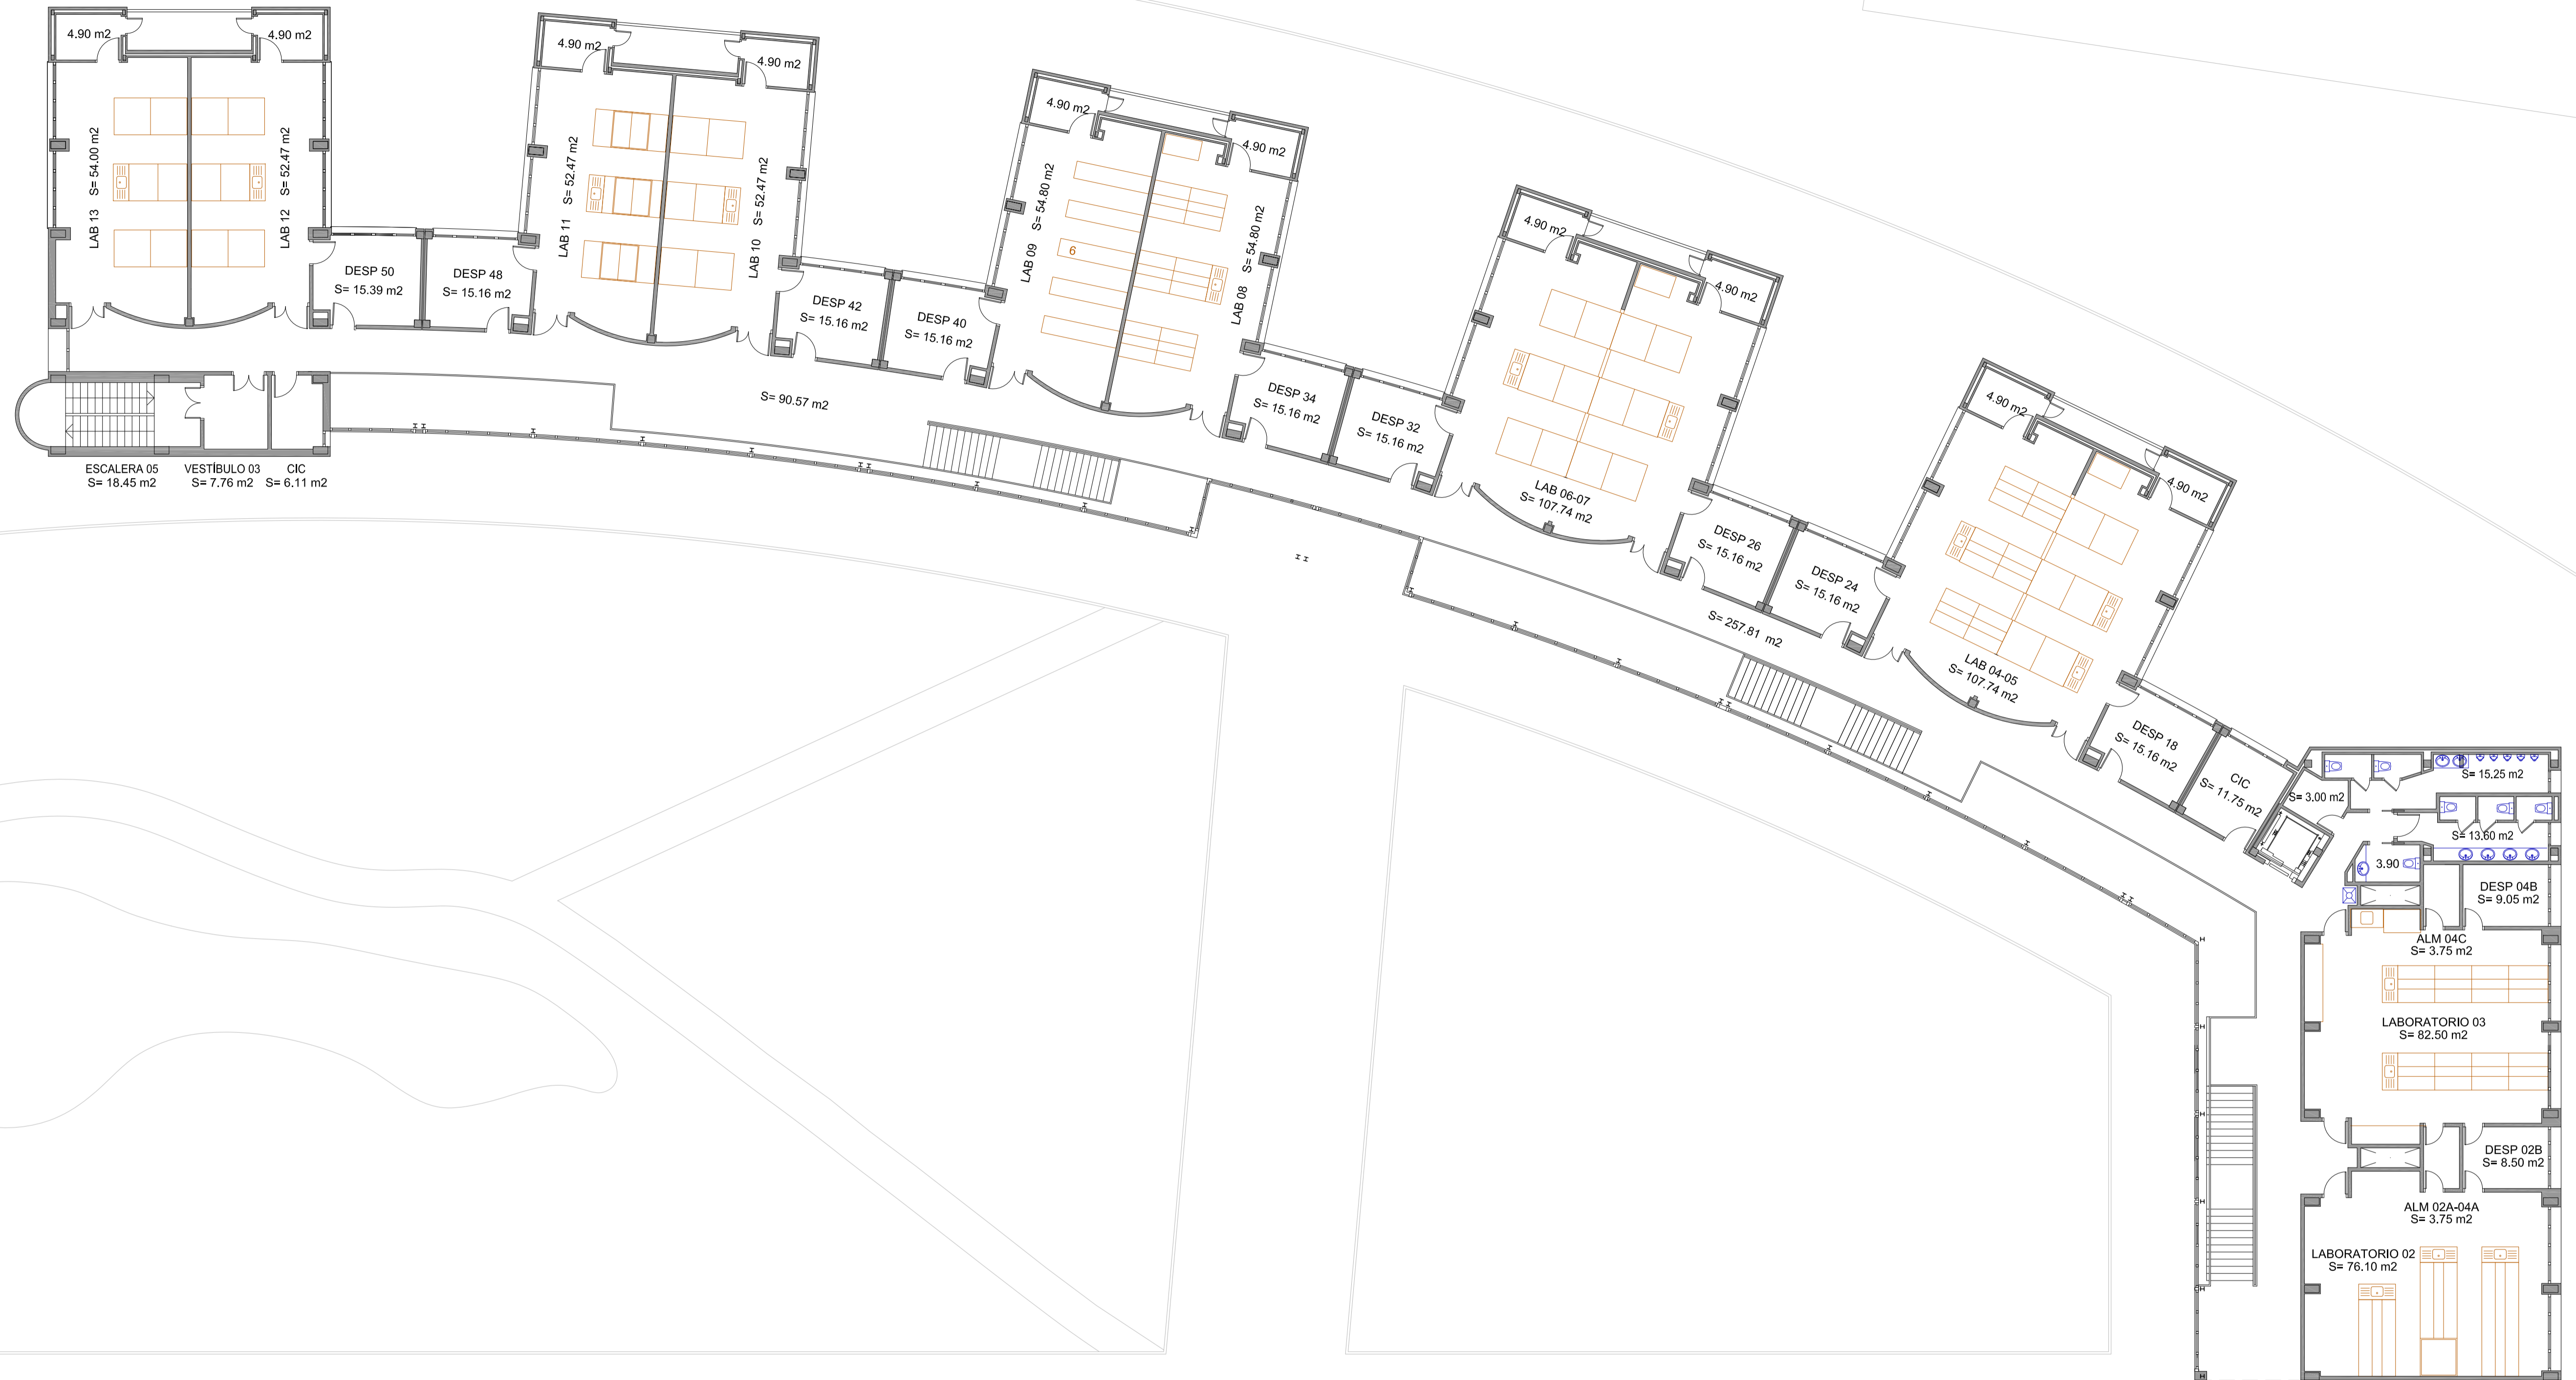 4.90 m2
4.90 m2
LAB 13 S= 54.00 m2
LAB 12 S= 52.47 m2
DESP 50
S= 15.39 m2
DESP 48
S= 15.16 m2
4.90 m2
4.90 m2
LAB 11 S= 52.47 m2
LAB 10 S= 52.47 m2
DESP 42
S= 15.16 m2
DESP 40
S= 15.16 m2
4.90 m2
4.90 m2
LAB 09 S= 54.80 m2
6
LAB 08 S= 54.80 m2
DESP 34
S= 15.16 m2
DESP 32
S= 15.16 m2
4.90 m2
4.90 m2
LAB 06-07
S= 107.74 m2
DESP 26
S= 15.16 m2
DESP 24
S= 15.16 m2
4.90 m2
4.90 m2
LAB 04-05
S= 107.74 m2
DESP 18
S= 15.16 m2
CIC
S= 11.75 m2
S= 90.57 m2
S= 257.81 m2
ESCALERA 05
S= 18.45 m2
VESTÍBULO 03
S= 7.76 m2
CIC
S= 6.11 m2
S= 15.25 m2
S= 3.00 m2
S= 13.60 m2
3.90
DESP 04B
S= 9.05 m2
ALM 04C
S= 3.75 m2
LABORATORIO 03
S= 82.50 m2
DESP 02B
S= 8.50 m2
ALM 02A-04A
S= 3.75 m2
LABORATORIO 02
S= 76.10 m2